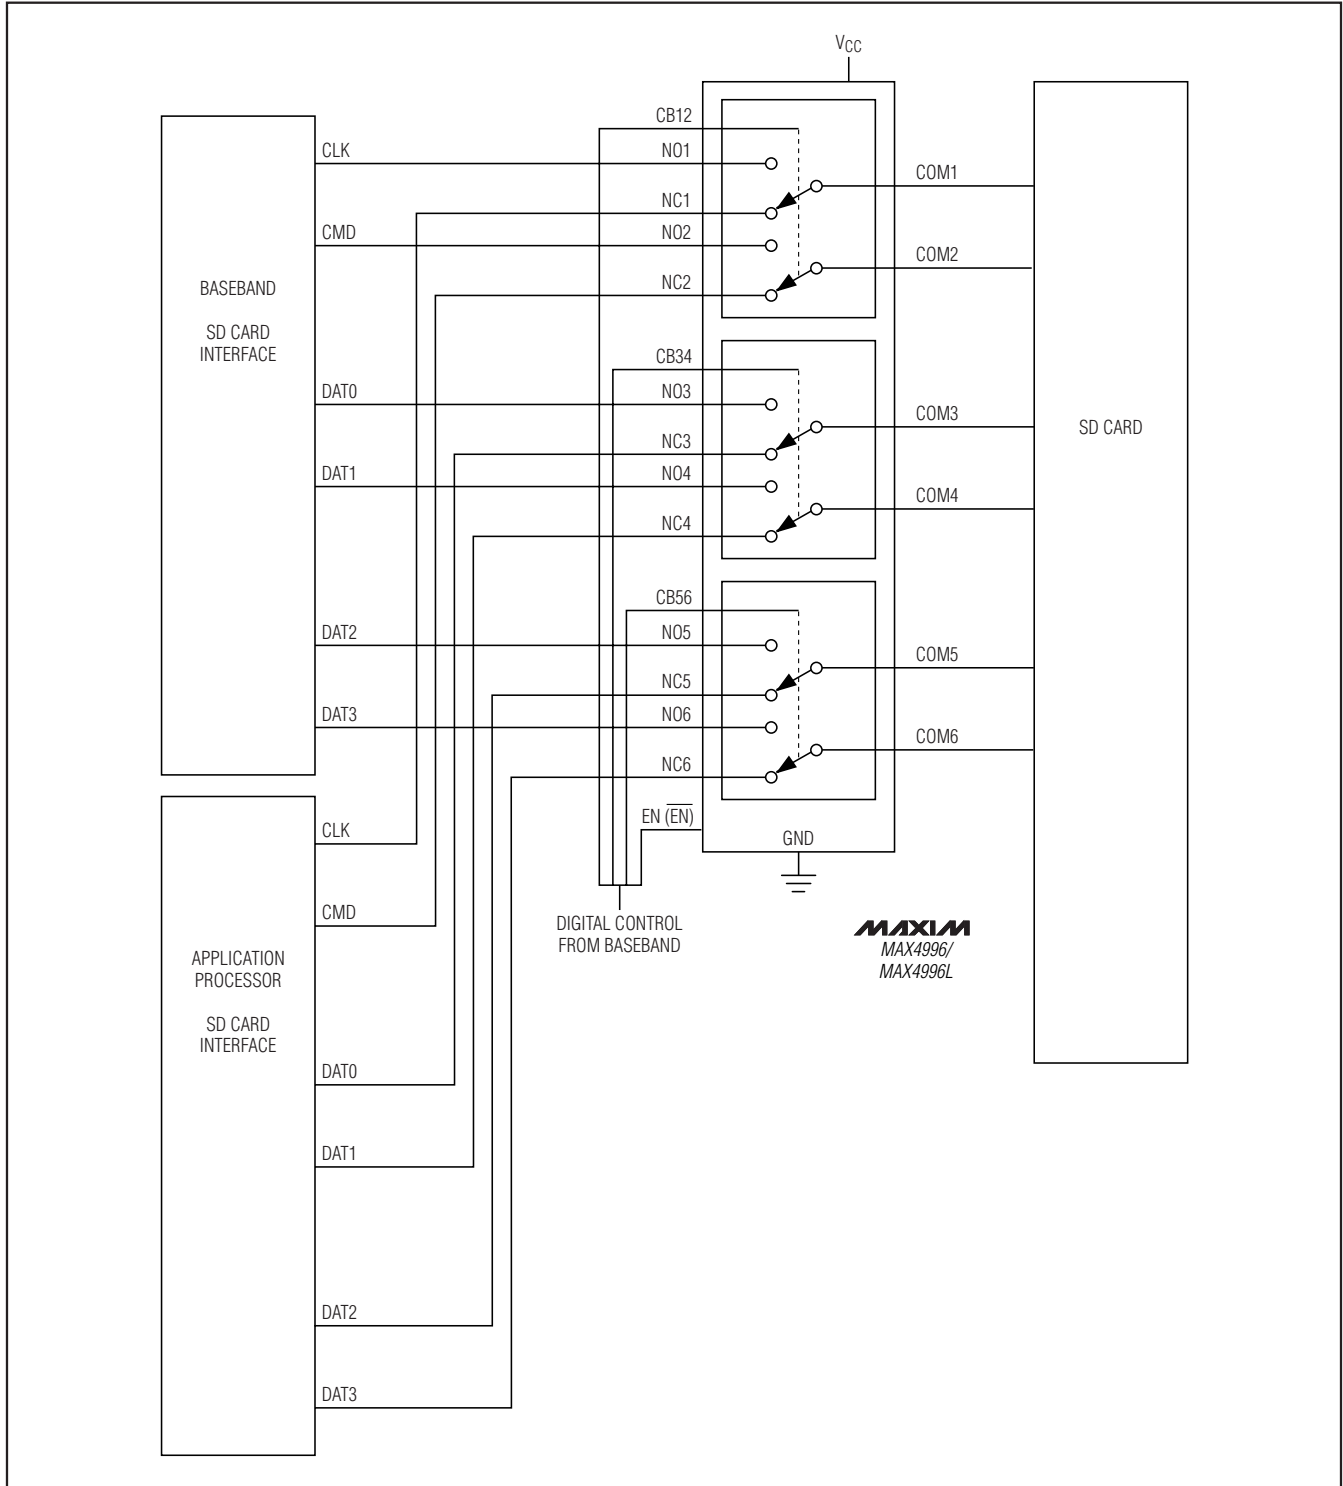 VCC
CB12
CLK
NO1
COM1
NC1
CMD
NO2
COM2
NC2
BASEBAND
SD CARD
INTERFACE
CB34
DAT0
NO3
COM3
SD CARD
NC3
DAT1
NO4
COM4
NC4
CB56
DAT2
NO5
COM5
NC5
DAT3
NO6
COM6
NC6
EN (EN)
GND
CLK
CMD
DIGITAL CONTROL
FROM BASEBAND
MAXIM
MAX4996/
MAX4996L
APPLICATION
PROCESSOR
SD CARD
INTERFACE
DAT0
DAT1
DAT2
DAT3